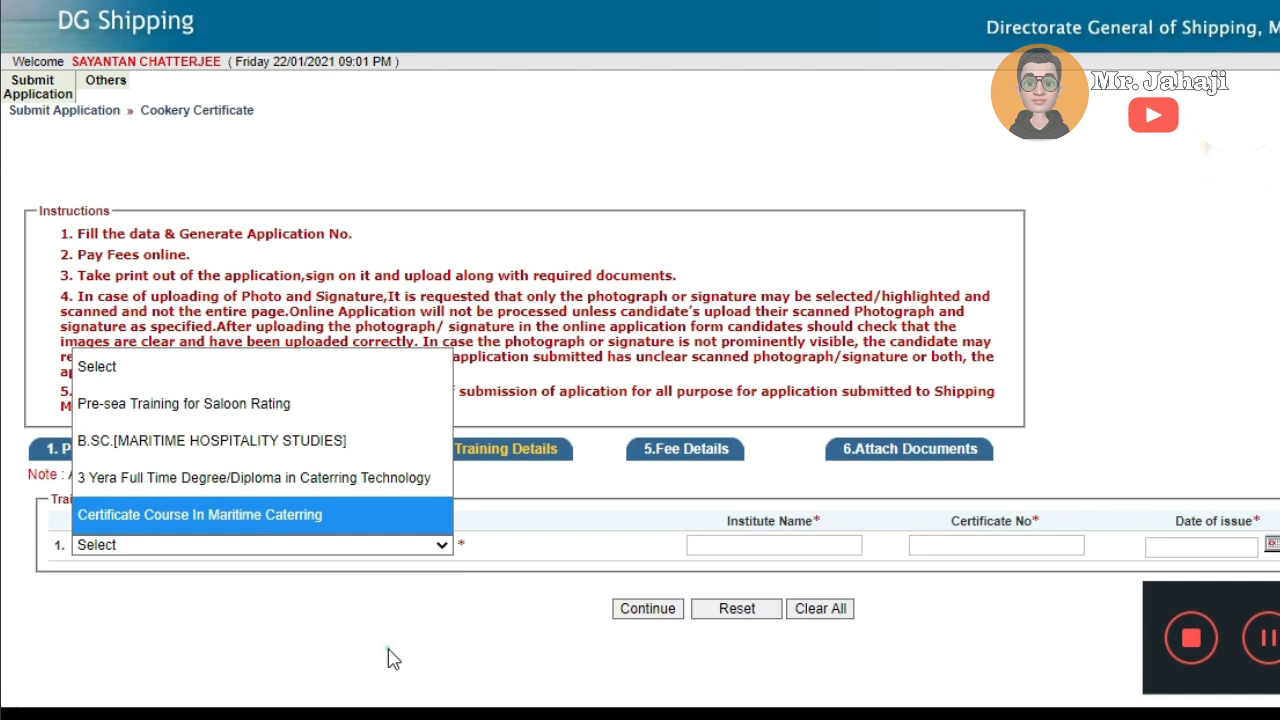 DG Shipping
Directorate General of Shipping, M
Welcome SAYANTAN CHATTERJEE ( Friday 22/01/2021 09:01 PM )
Submit Application
Others
Mr. Jahaji
Submit Application » Cookery Certificate
Instructions
1. Fill the data & Generate Application No.
2. Pay Fees online.
3. Take print out of the application,sign on it and upload along with required documents.
4. In case of uploading of Photo and Signature,It is requested that only the photograph or signature may be selected/highlighted and
scanned and not the entire page.Online Application will not be processed unless candidate's upload their scanned Photograph and
signature as specified.After uploading the photograph/ signature in the online application form candidates should check that the
images are clear and have been uploaded correctly. In case the photograph or signature is not prominently visible, the candidate may
application submitted has unclear scanned photograph/signature or both, the
5. submission of aplication for all purpose for application submitted to Shipping
M
Select
Pre-sea Training for Saloon Rating
B.SC.[MARITIME HOSPITALITY STUDIES]
3 Yera Full Time Degree/Diploma in Caterring Technology
Certificate Course In Maritime Caterring
1. P
Training Details
5.Fee Details
6.Attach Documents
Note :
Trai
Institute Name*
Certificate No*
Date of issue*
1. Select *
Continue
Reset
Clear All